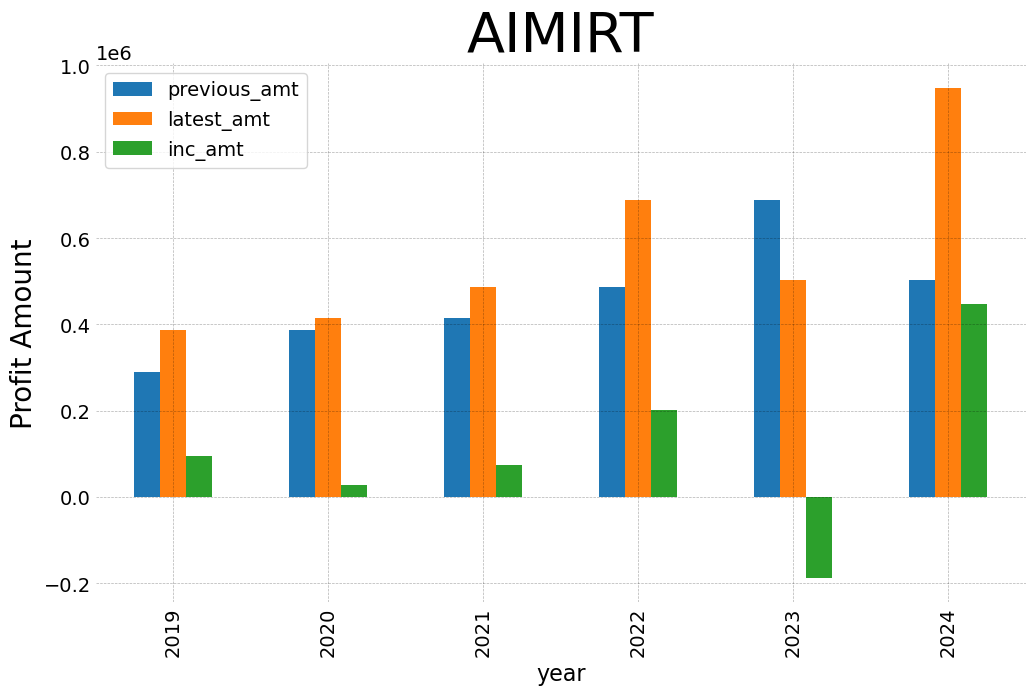 AIMIRT
1e6
1.0
0.8
0.6
0.4
0.2
0.0
−0.2
Profit Amount
previous_amt
latest_amt
inc_amt
2019
2020
2021
2022
2023
2024
year